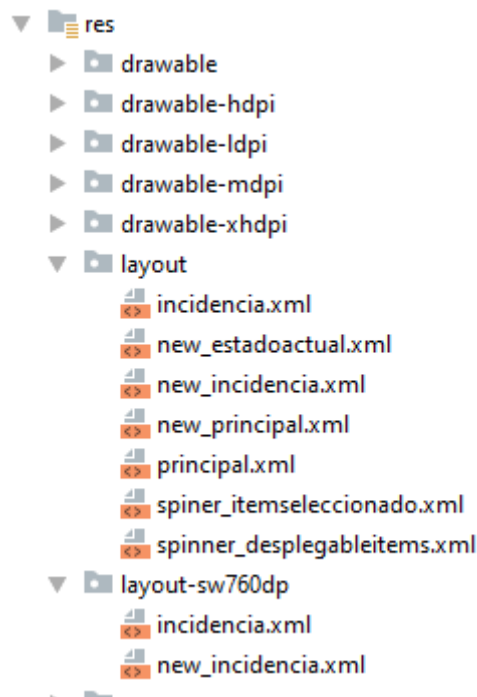 res
drawable
drawable-hdpi
drawable-ldpi
drawable-mdpi
drawable-xhdpi
layout
incidencia.xml
new_estadoactual.xml
new_incidencia.xml
new_principal.xml
principal.xml
spiner_itemseleccionado.xml
spinner_desplegableitems.xml
layout-sw760dp
incidencia.xml
new_incidencia.xml